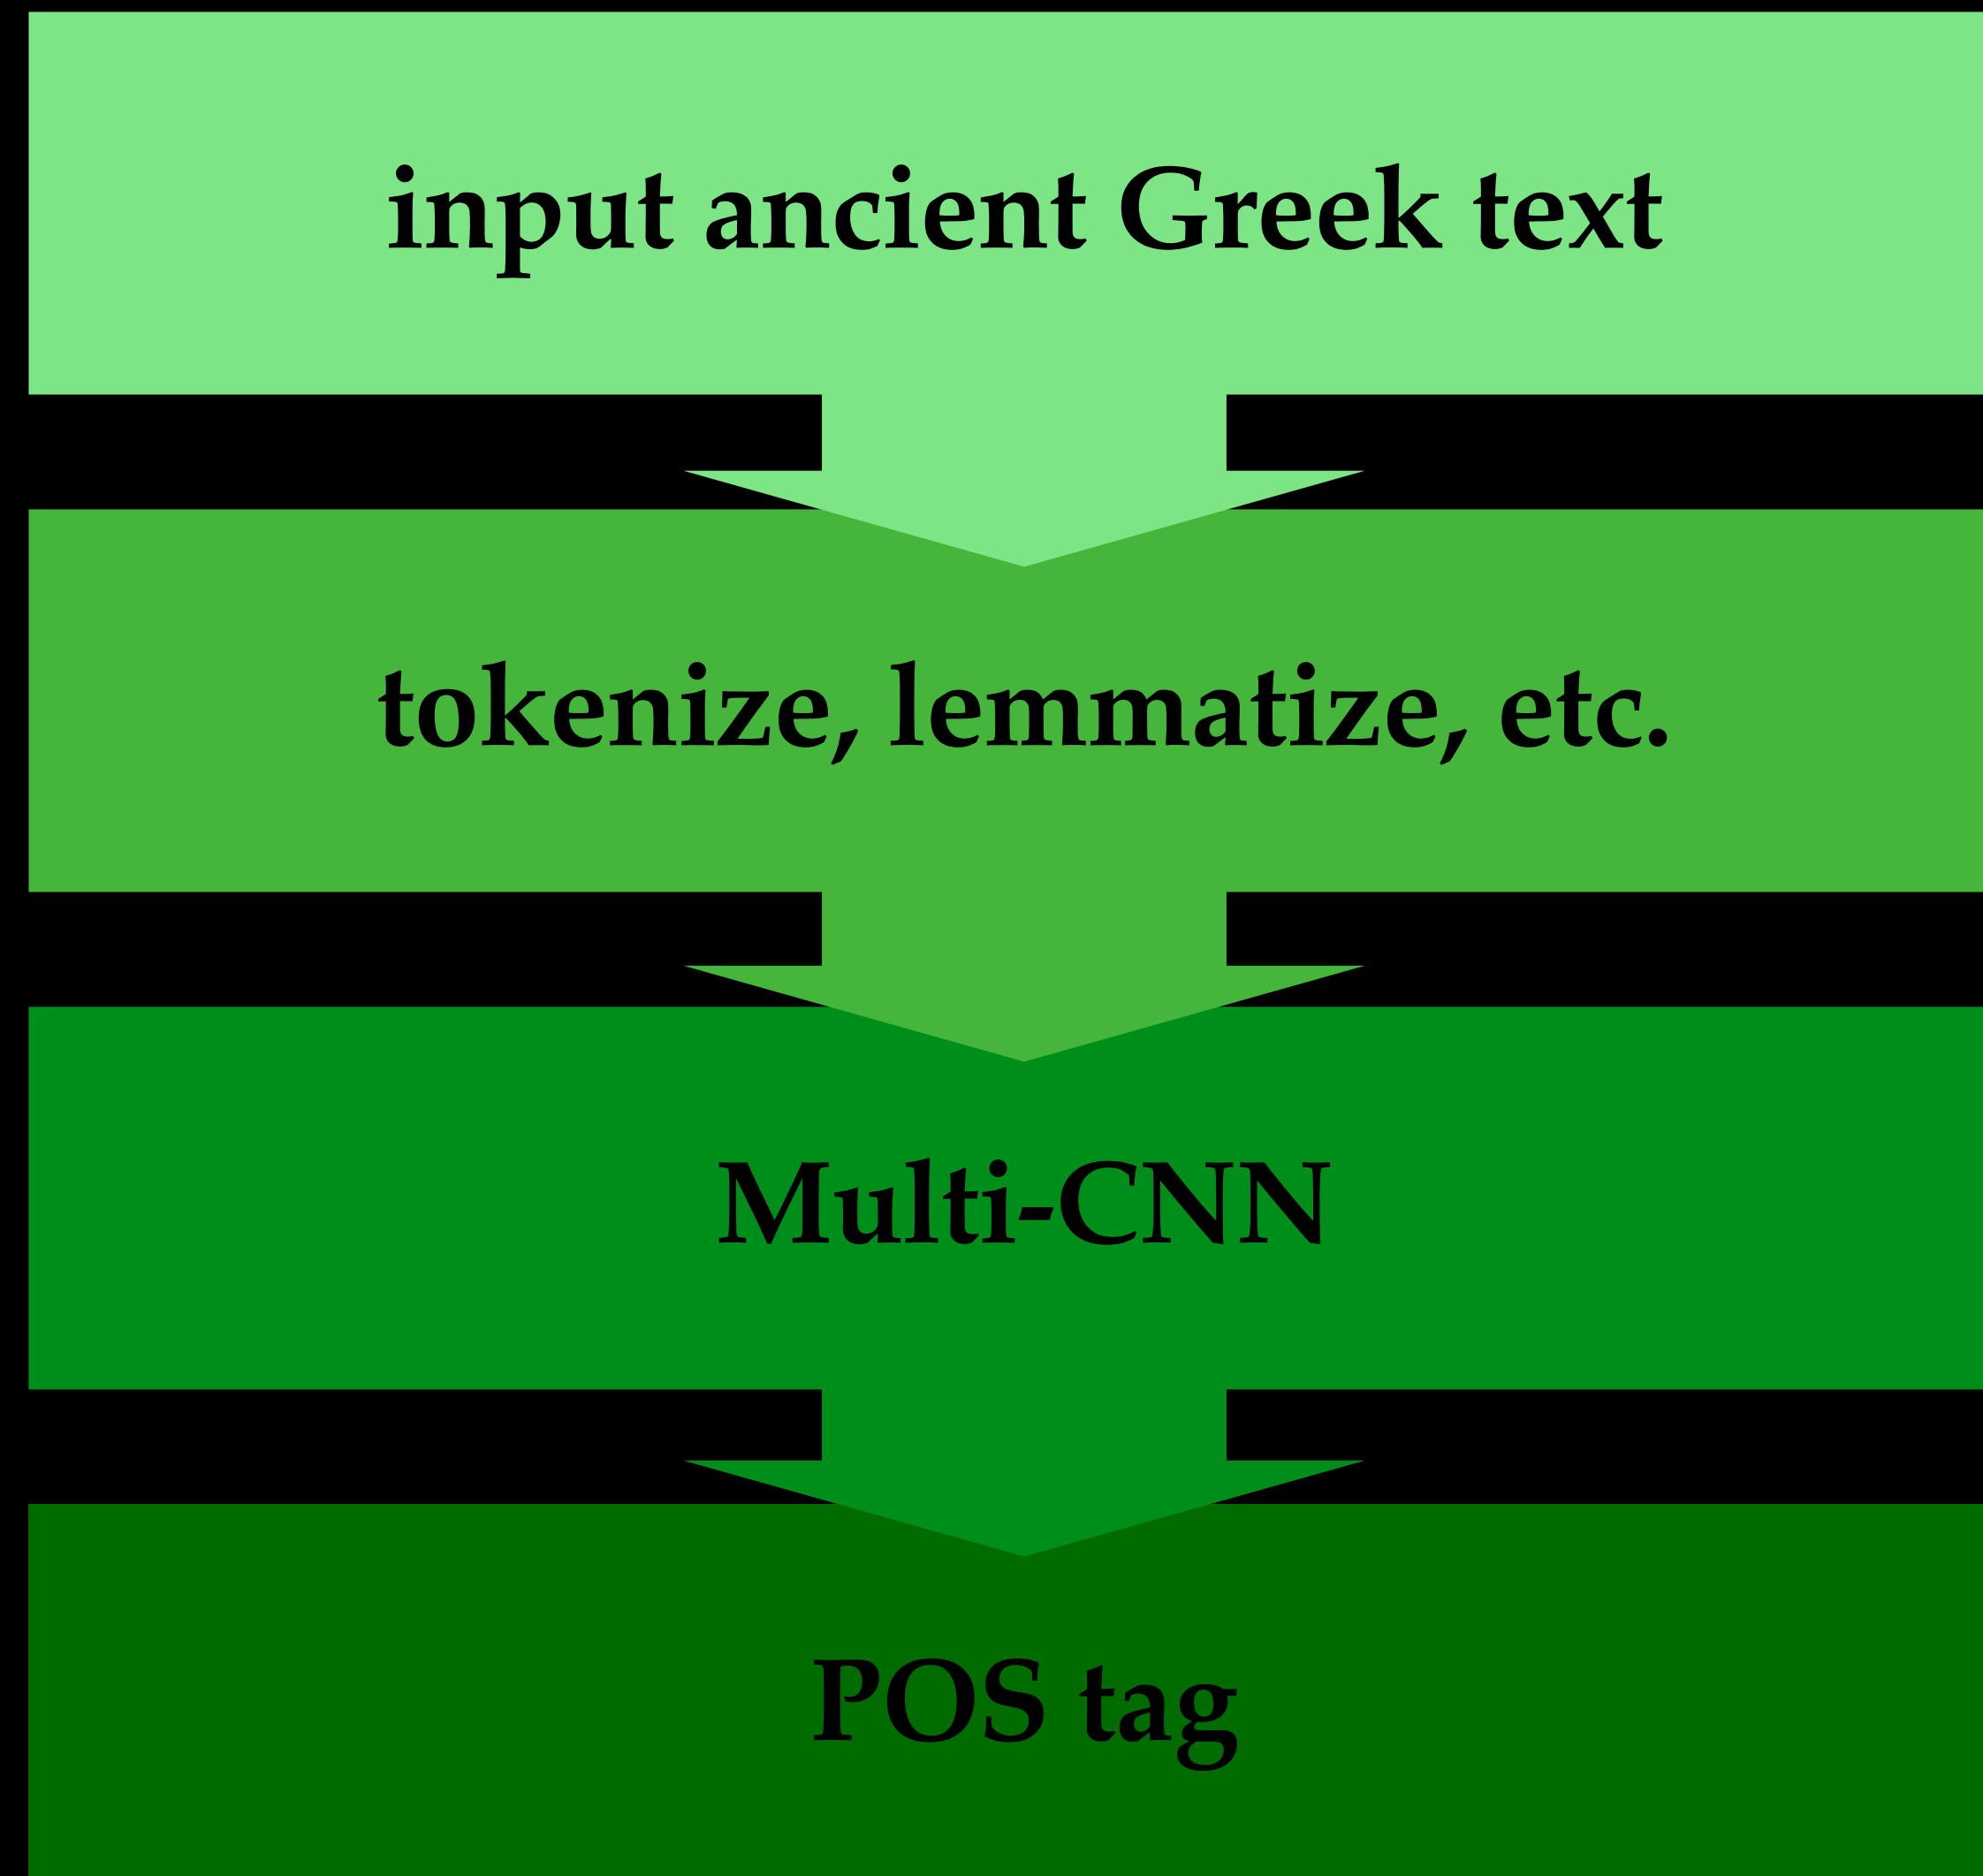 input ancient Greek text
tokenize, lemmatize, etc.
Multi-CNN
POS tag